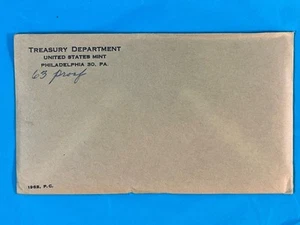 TREASURY DEPARTMENT
UNITED STATES MINT
PHILADELPHIA 30, PA.
63 proof
1963. P.C.